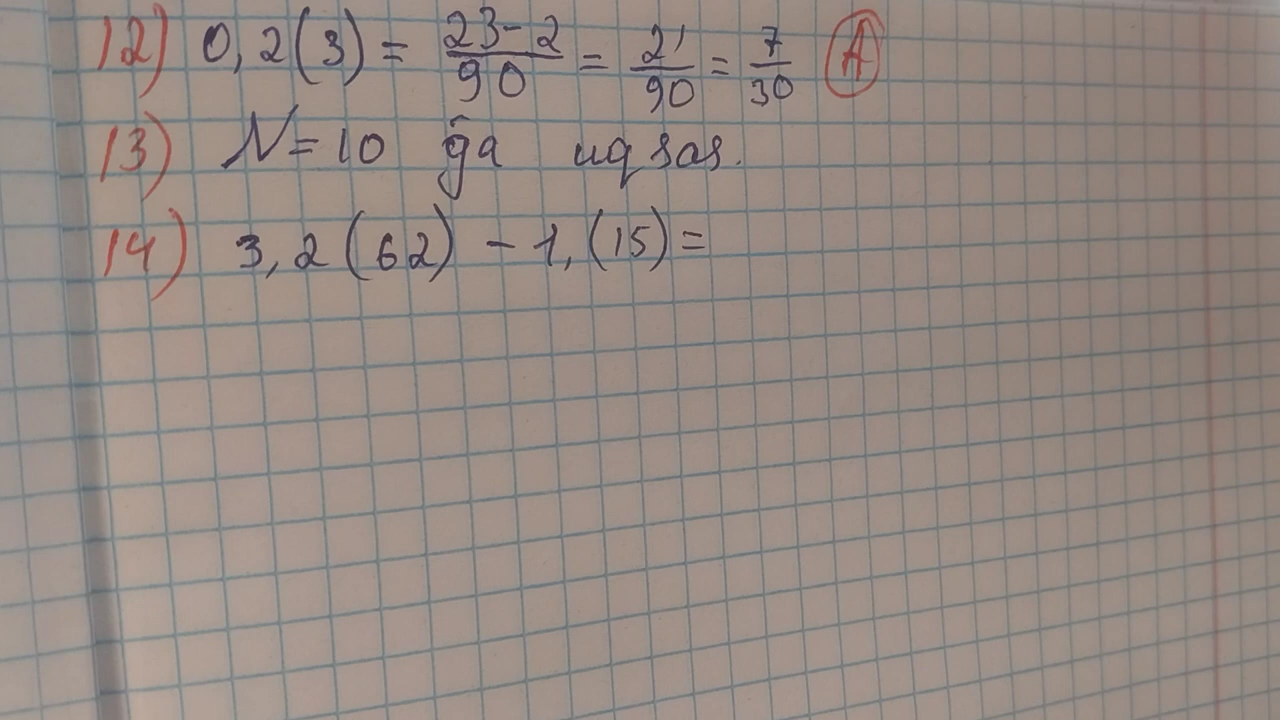 12) 0,2(3) = 23-2/90 = 21/90 = 7/30 A
13) N=10 ga uqsas.
14) 3,2(62) - 1,(15)=